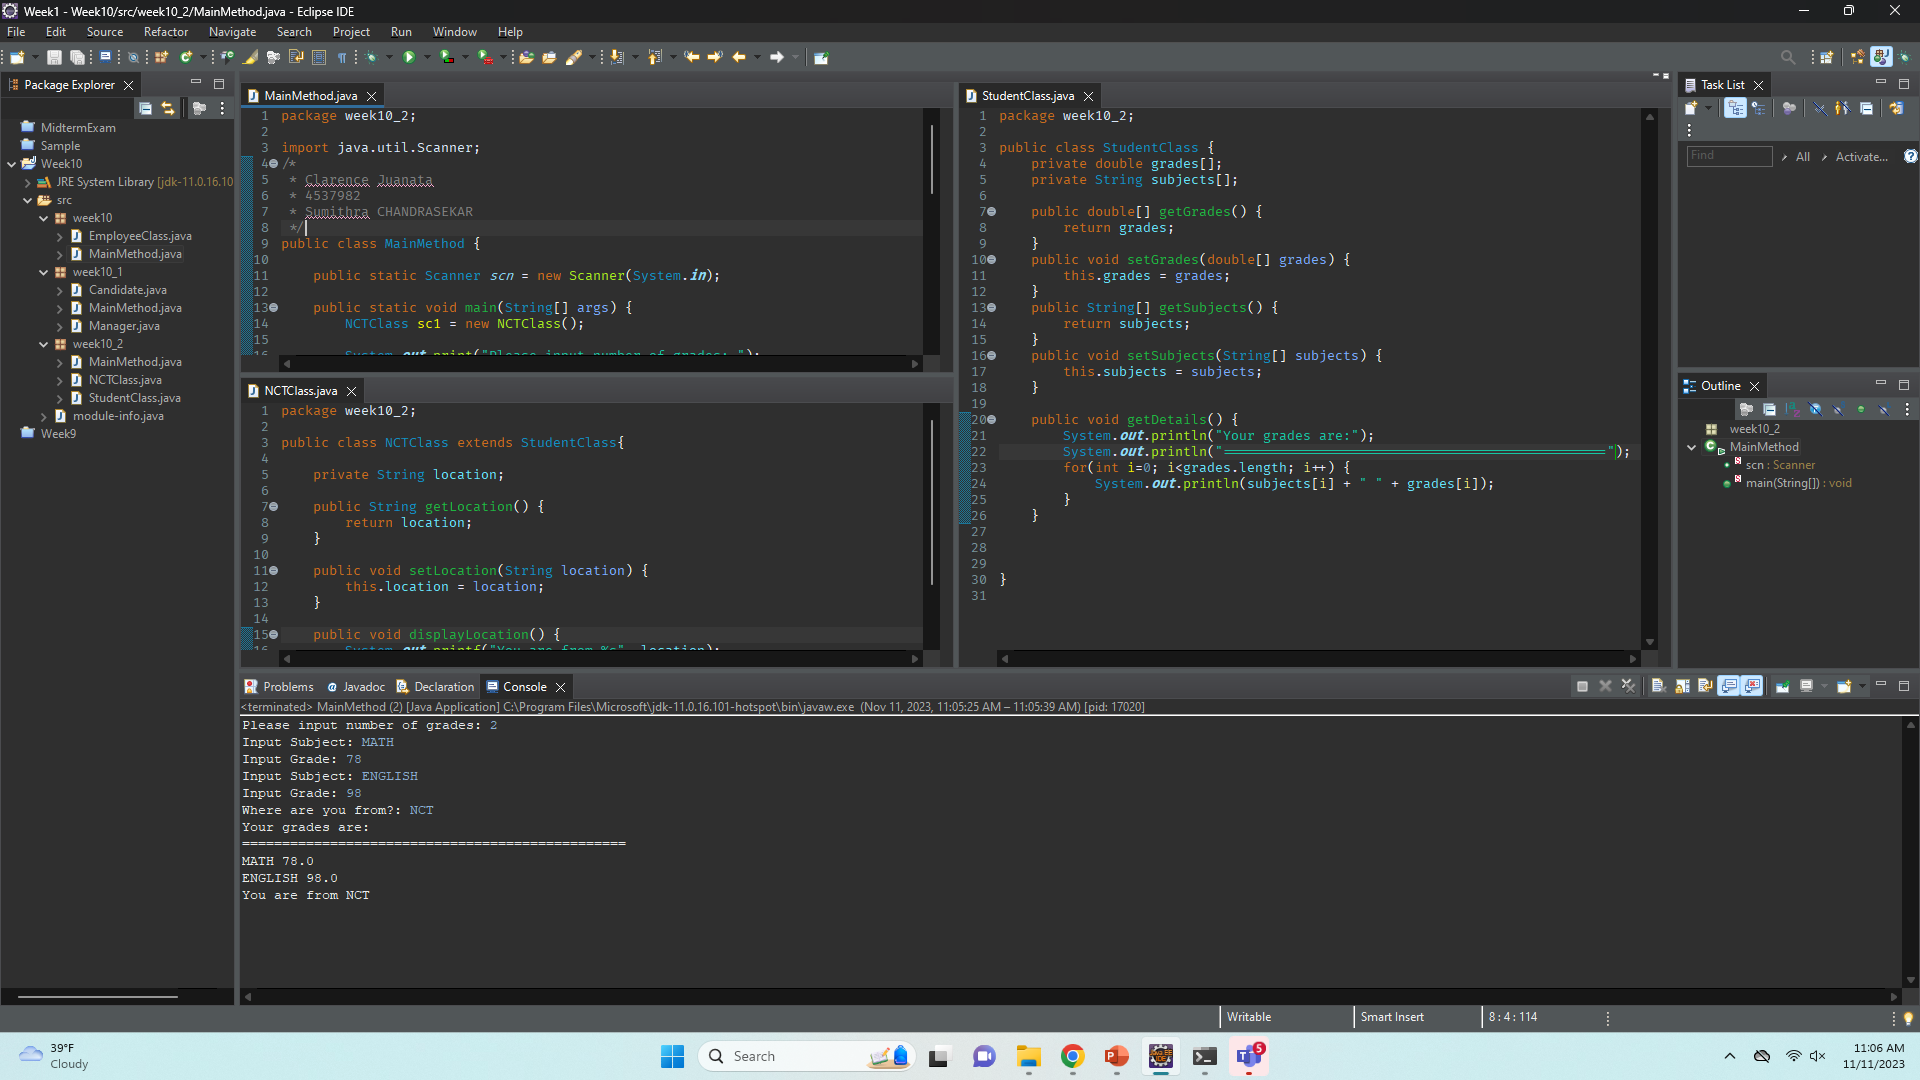 Week1 - Week10/src/week10_2/MainMethod.java - Eclipse IDE
File Edit Source Refactor Navigate Search Project Run Window Help
Package Explorer
MidtermExam
Sample
Week10
JRE System Library [jdk-11.0.16.10
src
week10
EmployeeClass.java
MainMethod.java
week10_1
Candidate.java
MainMethod.java
Manager.java
week10_2
MainMethod.java
NCTClass.java
StudentClass.java
module-info.java
Week9
MainMethod.java
1 package week10_2;
2
3 import java.util.Scanner;
4 /*
5 * Clarence Juanata
6 * 4537982
7 * Sumithra CHANDRASEKAR
8 */
9 public class MainMethod {
10
11 public static Scanner scn = new Scanner(System.in);
12
13 public static void main(String[] args) {
14 NCTClass sc1 = new NCTClass();
15
16 System.out.print("Please input number of grades: ");
NCTClass.java
1 package week10_2;
2
3 public class NCTClass extends StudentClass{
4
5 private String location;
6
7 public String getLocation() {
8 return location;
9 }
10
11 public void setLocation(String location) {
12 this.location = location;
13 }
14
15 public void displayLocation() {
16 System.out.printf("You are from %s", location);
StudentClass.java
1 package week10_2;
2
3 public class StudentClass {
4 private double grades[];
5 private String subjects[];
6
7 public double[] getGrades() {
8 return grades;
9 }
10 public void setGrades(double[] grades) {
11 this.grades = grades;
12 }
13 public String[] getSubjects() {
14 return subjects;
15 }
16 public void setSubjects(String[] subjects) {
17 this.subjects = subjects;
18 }
19
20 public void getDetails() {
21 System.out.println("Your grades are:");
22 System.out.println("================================================");
23 for(int i=0; i<grades.length; i++) {
24 System.out.println(subjects[i] + " " + grades[i]);
25 }
26 }
27
28
29
30 }
31
Task List
Find All Activate...
Outline
week10_2
MainMethod
scn : Scanner
main(String[]) : void
Problems Javadoc Declaration Console
<terminated> MainMethod (2) [Java Application] C:\Program Files\Microsoft\jdk-11.0.16.101-hotspot\bin\javaw.exe (Nov 11, 2023, 11:05:25 AM – 11:05:39 AM) [pid: 17020]
Please input number of grades: 2
Input Subject: MATH
Input Grade: 78
Input Subject: ENGLISH
Input Grade: 98
Where are you from?: NCT
Your grades are:
================================================
MATH 78.0
ENGLISH 98.0
You are from NCT
Writable Smart Insert 8 : 4 : 114
39°F
Cloudy
Search
5
11:06 AM
11/11/2023